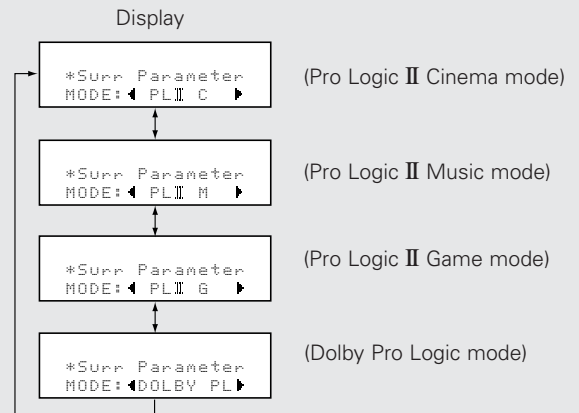 Display
*Surr Parameter
MODE:◀ PLⅡ C ▶
(Pro Logic Ⅱ Cinema mode)
*Surr Parameter
MODE:◀ PLⅡ M ▶
(Pro Logic Ⅱ Music mode)
*Surr Parameter
MODE:◀ PLⅡ G ▶
(Pro Logic Ⅱ Game mode)
*Surr Parameter
MODE:◀DOLBY PL▶
(Dolby Pro Logic mode)